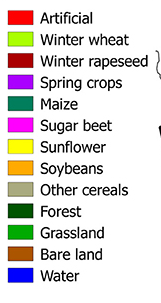 Artificial
Winter wheat
Winter rapeseed
Spring crops
Maize
Sugar beet
Sunflower
Soybeans
Other cereals
Forest
Grassland
Bare land
Water